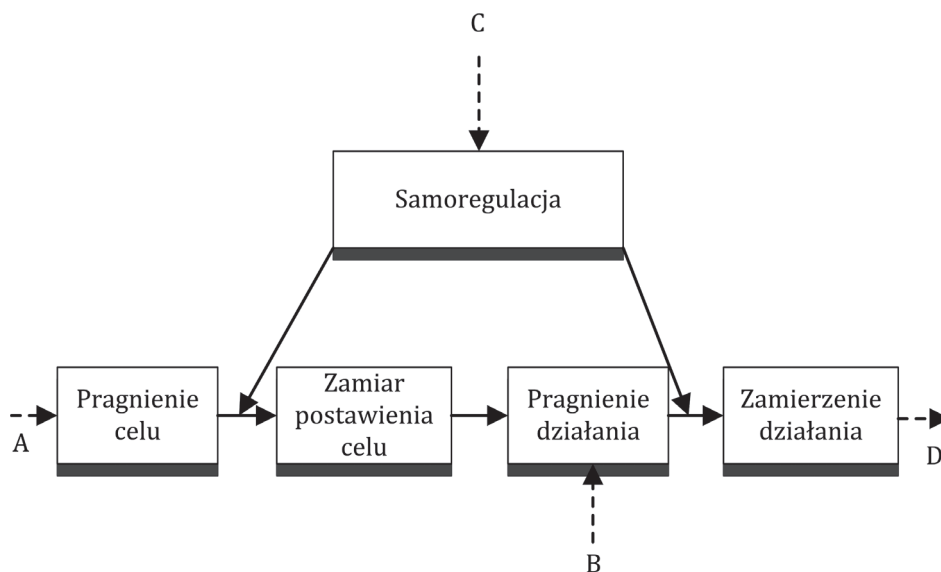 C
Samoregulacja
Pragnienie
celu
Zamiar
postawienia
celu
Pragnienie
działania
Zamierzenie
działania
A
D
B